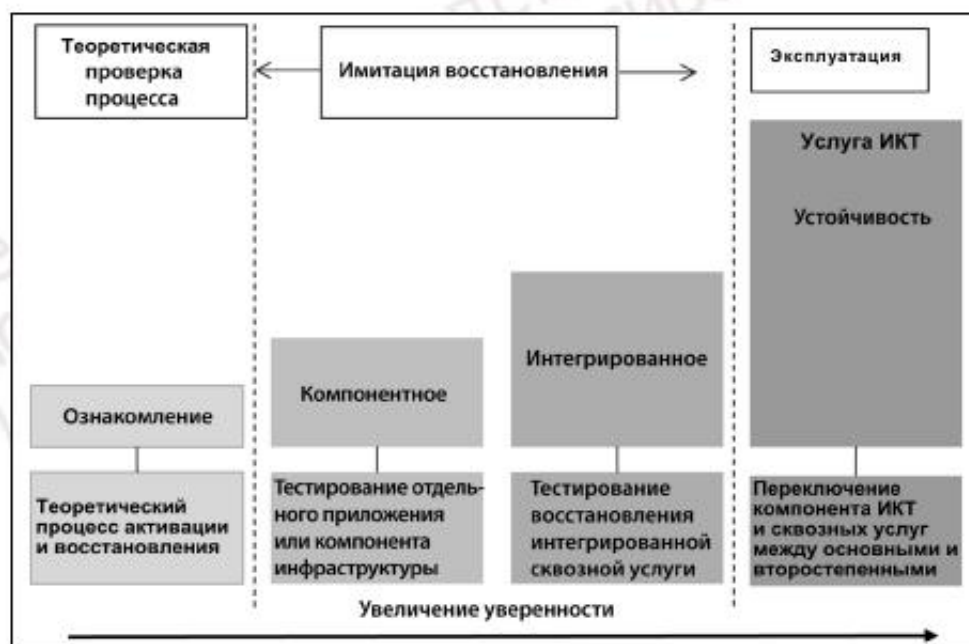 Теоретическая
проверка
процесса
Имитация восстановления
Эксплуатация
Услуга ИКТ
Устойчивость
Интегрированное
Компонентное
Ознакомление
Теоретический
процесс активации
и восстановления
Тестирование отдель-
ного приложения
или компонента
инфраструктуры
Тестирование
восстановления
интегрированной
сквозной услуги
Переключение
компонента ИКТ
и сквозных услуг
между основными и
второстепенными
Увеличение уверенности